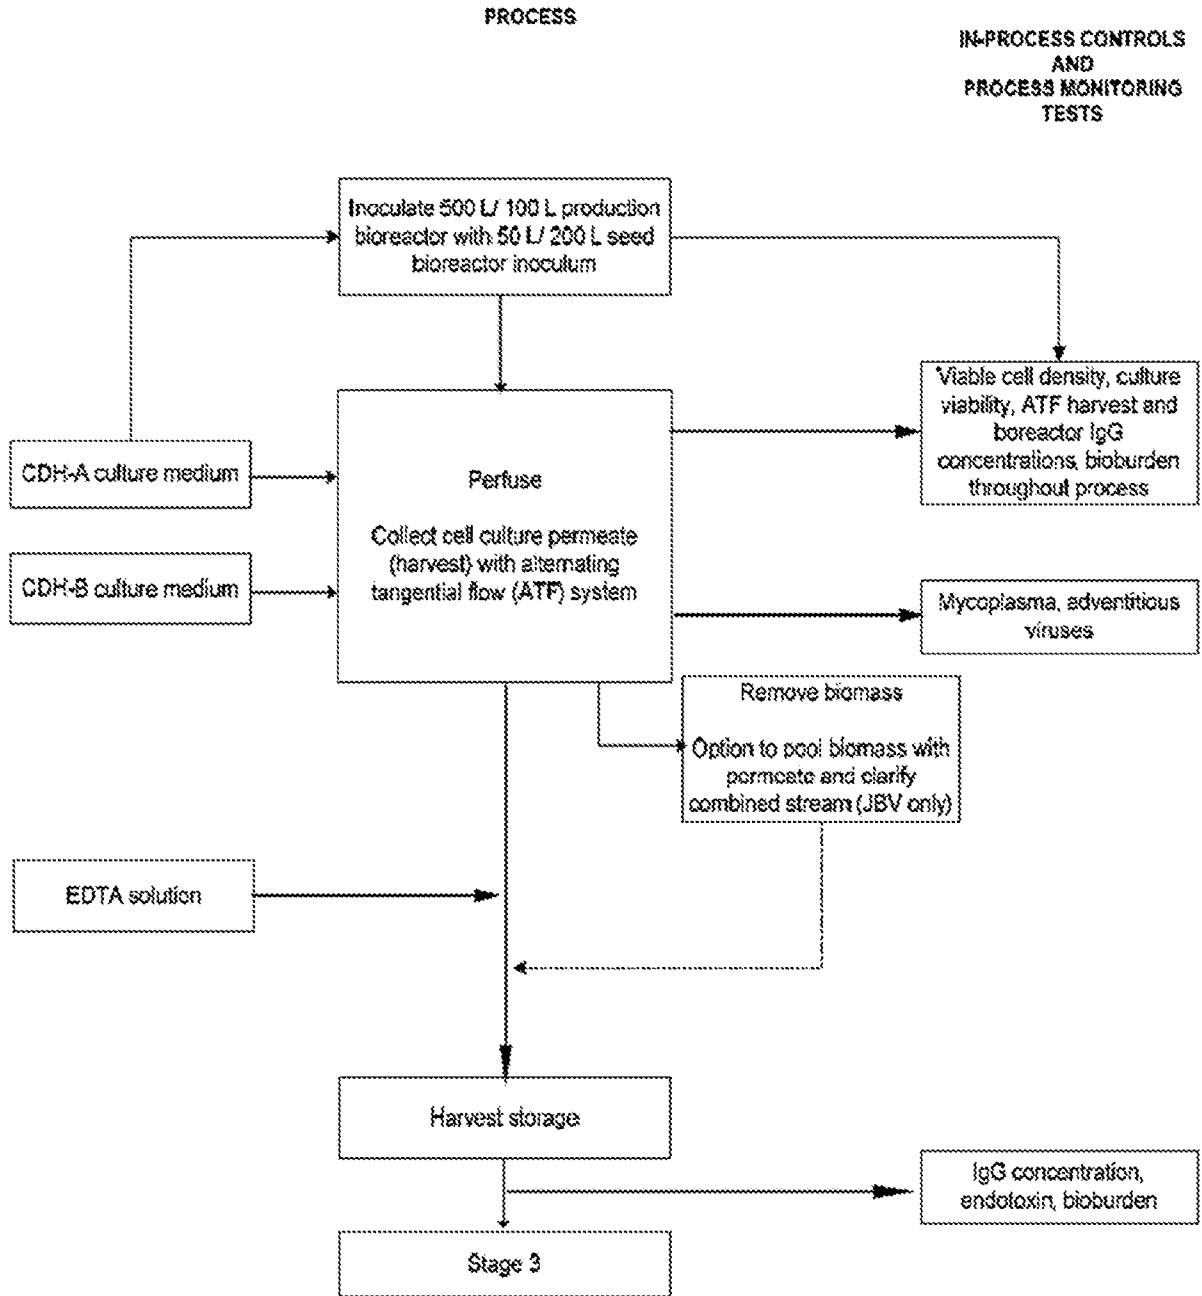 PROCESS
IN-PROCESS CONTROLS
AND
PROCESS MONITORING
TESTS
Inoculate 500 L/ 100 L production
bioreactor with 50 L/ 200 L seed
bioreactor inoculum
Viable cell density, culture
viability, ATF harvest and
boreactor IgG
concentrations, bioburden
throughout process
CDH-A culture medium
Perfuse
Collect cell culture permeate
(harvest) with alternating
tangential flow (ATF) system
CDH-B culture medium
Mycoplasma, adventitious
viruses
Remove biomass
Option to pool biomass with
permeate and clarify
combined stream (JBV only)
EDTA solution
Harvest storage
IgG concentration,
endotoxin, bioburden
Stage 3